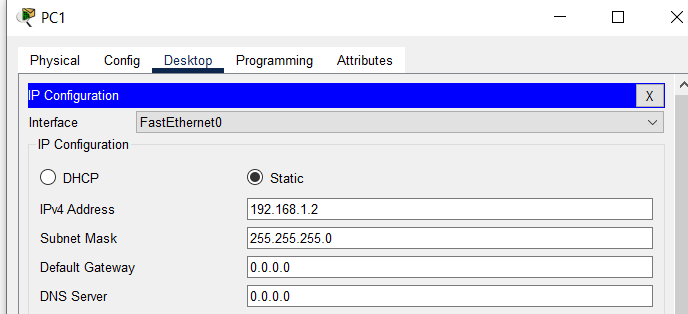 PC1
Physical Config Desktop Programming Attributes
IP Configuration X
Interface FastEthernet0
IP Configuration
DHCP Static
IPv4 Address 192.168.1.2
Subnet Mask 255.255.255.0
Default Gateway 0.0.0.0
DNS Server 0.0.0.0